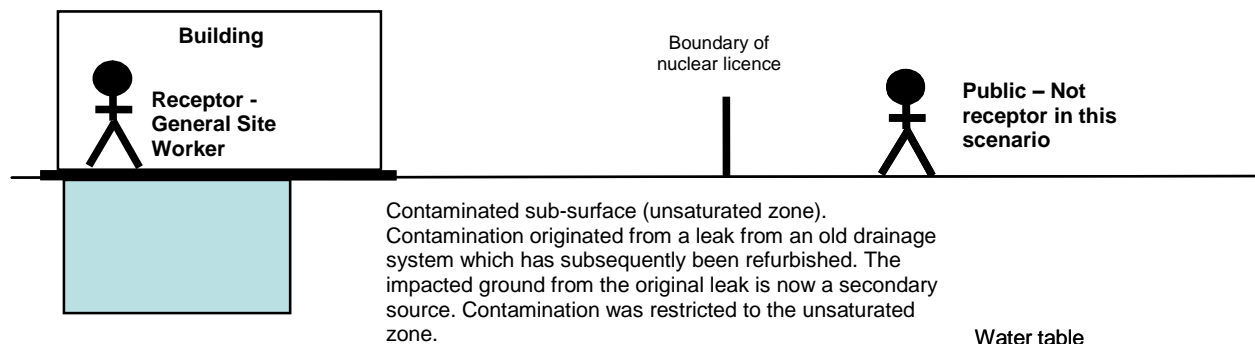 Building
Receptor -
General Site
Worker
Boundary of
nuclear licence
Public – Not
receptor in this
scenario
Contaminated sub-surface (unsaturated zone).
Contamination originated from a leak from an old drainage
system which has subsequently been refurbished. The
impacted ground from the original leak is now a secondary
source. Contamination was restricted to the unsaturated
zone.
Water table